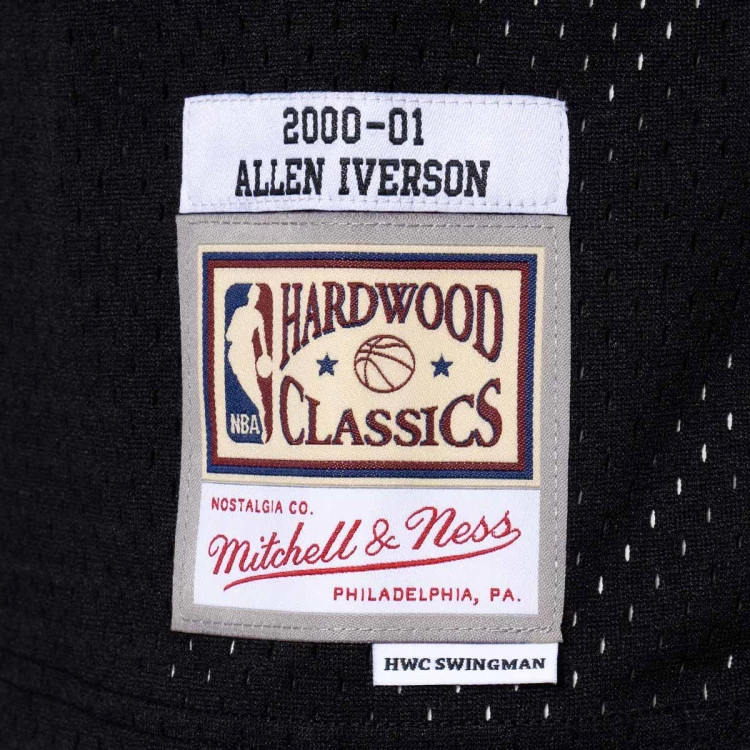 2000-01
ALLEN IVERSON
HARDWOOD
CLASSICS
NBA
NOSTALGIA CO.
Mitchell & Ness
PHILADELPHIA, PA.
HWC SWINGMAN